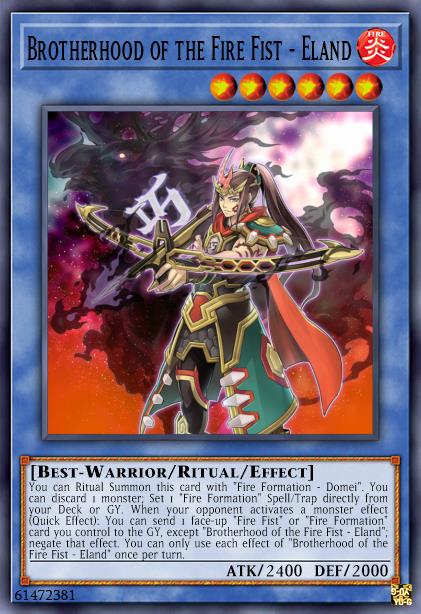 BROTHERHOOD OF THE FIRE FIST - ELAND
FIRE
炎
[BEST-WARRIOR/RITUAL/EFFECT]
You can Ritual Summon this card with "Fire Formation - Domei". You
can discard 1 monster; Set 1 "Fire Formation" Spell/Trap directly from
your Deck or GY. When your opponent activates a monster effect
(Quick Effect): You can send 1 face-up "Fire Fist" or "Fire Formation"
card you control to the GY, except "Brotherhood of the Fire Fist - Eland";
negate that effect. You can only use each effect of "Brotherhood of the
Fire Fist - Eland" once per turn.
ATK/2400 DEF/2000
61472381